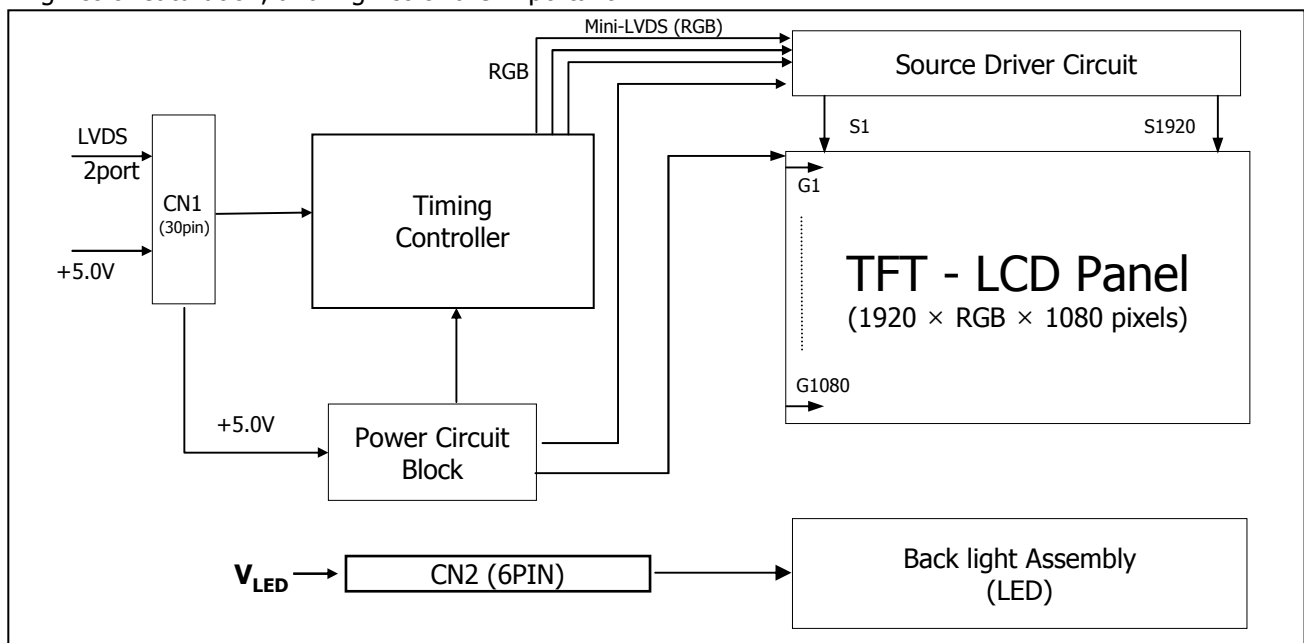 Mini-LVDS (RGB)
RGB
Source Driver Circuit
S1
S1920
LVDS
2port
CN1
(30pin)
+5.0V
Timing
Controller
G1
TFT - LCD Panel
(1920 × RGB × 1080 pixels)
G1080
+5.0V
Power Circuit
Block
V_LED
CN2 (6PIN)
Back light Assembly
(LED)